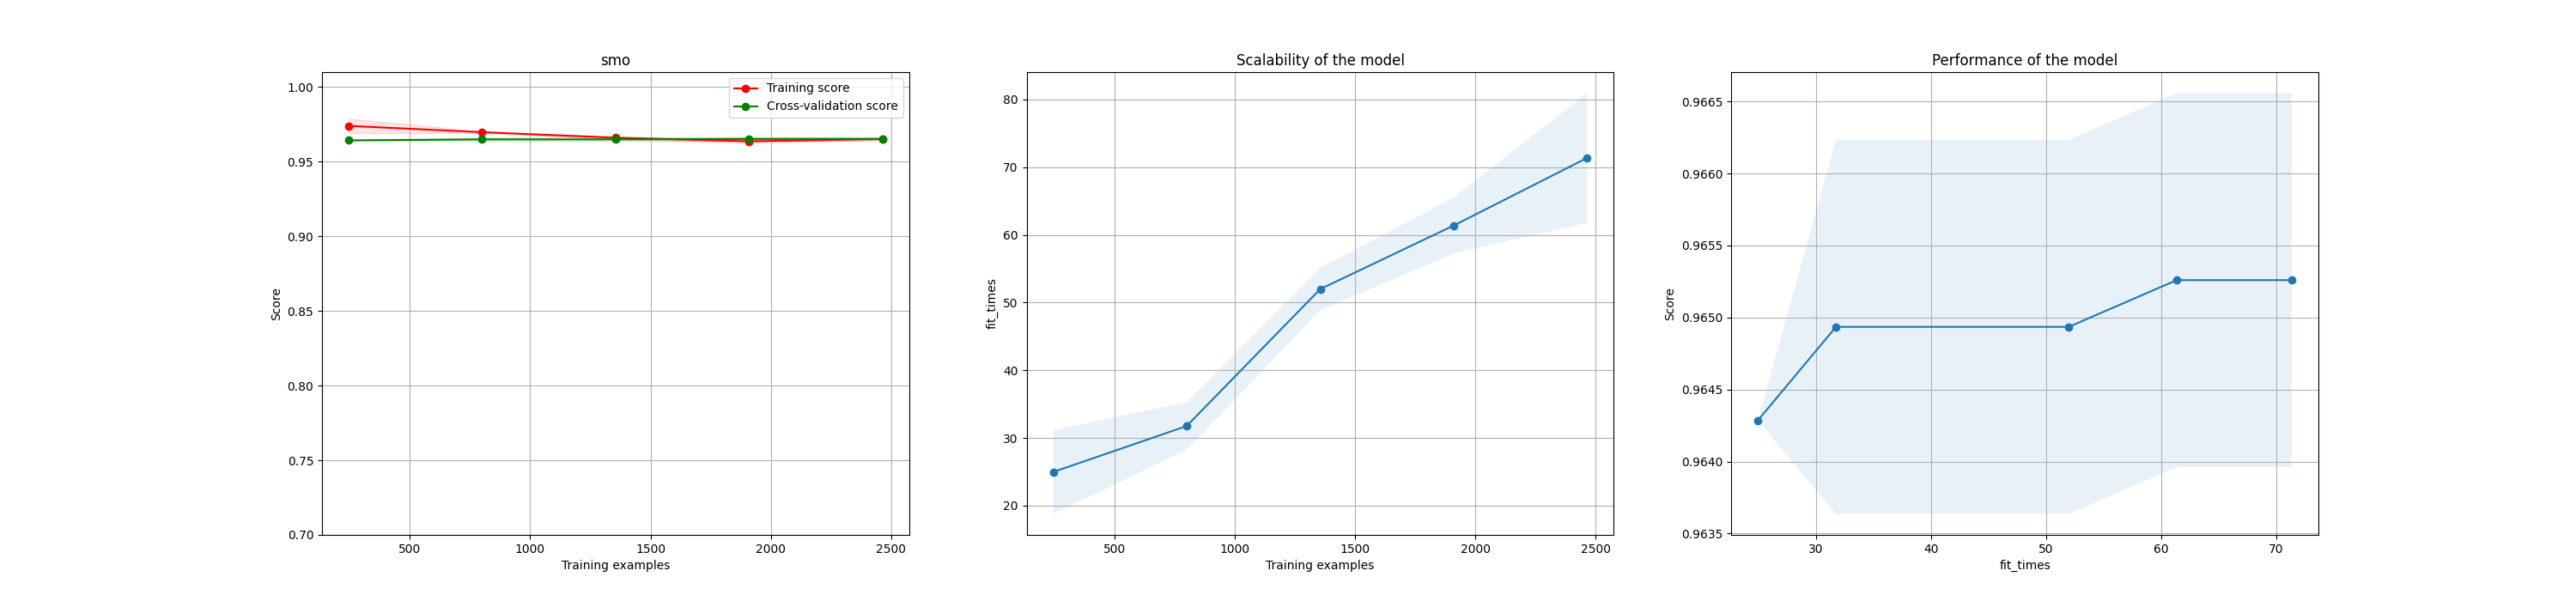 smo
Training score
Cross-validation score
1.00
0.95
0.90
0.85
0.80
0.75
0.70
Score
500 1000 1500 2000 2500
Training examples
Scalability of the model
80
70
60
50
40
30
20
fit_times
500 1000 1500 2000 2500
Training examples
Performance of the model
0.9665
0.9660
0.9655
0.9650
0.9645
0.9640
0.9635
Score
30 40 50 60 70
fit_times